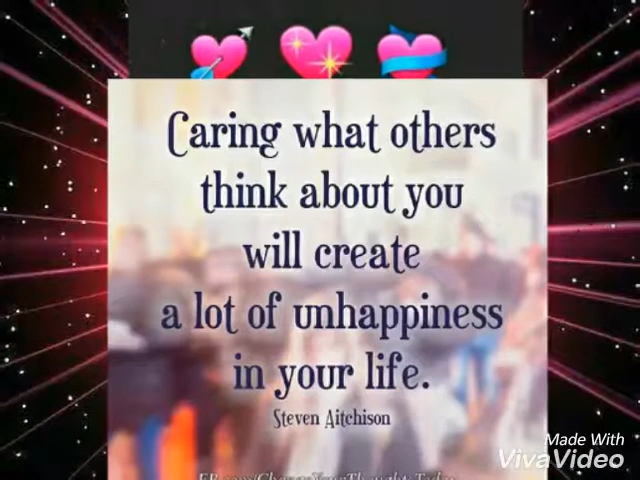 Caring what others
think about you
will create
a lot of unhappiness
in your life.
Steven Aitchison
Made With
VivaVideo